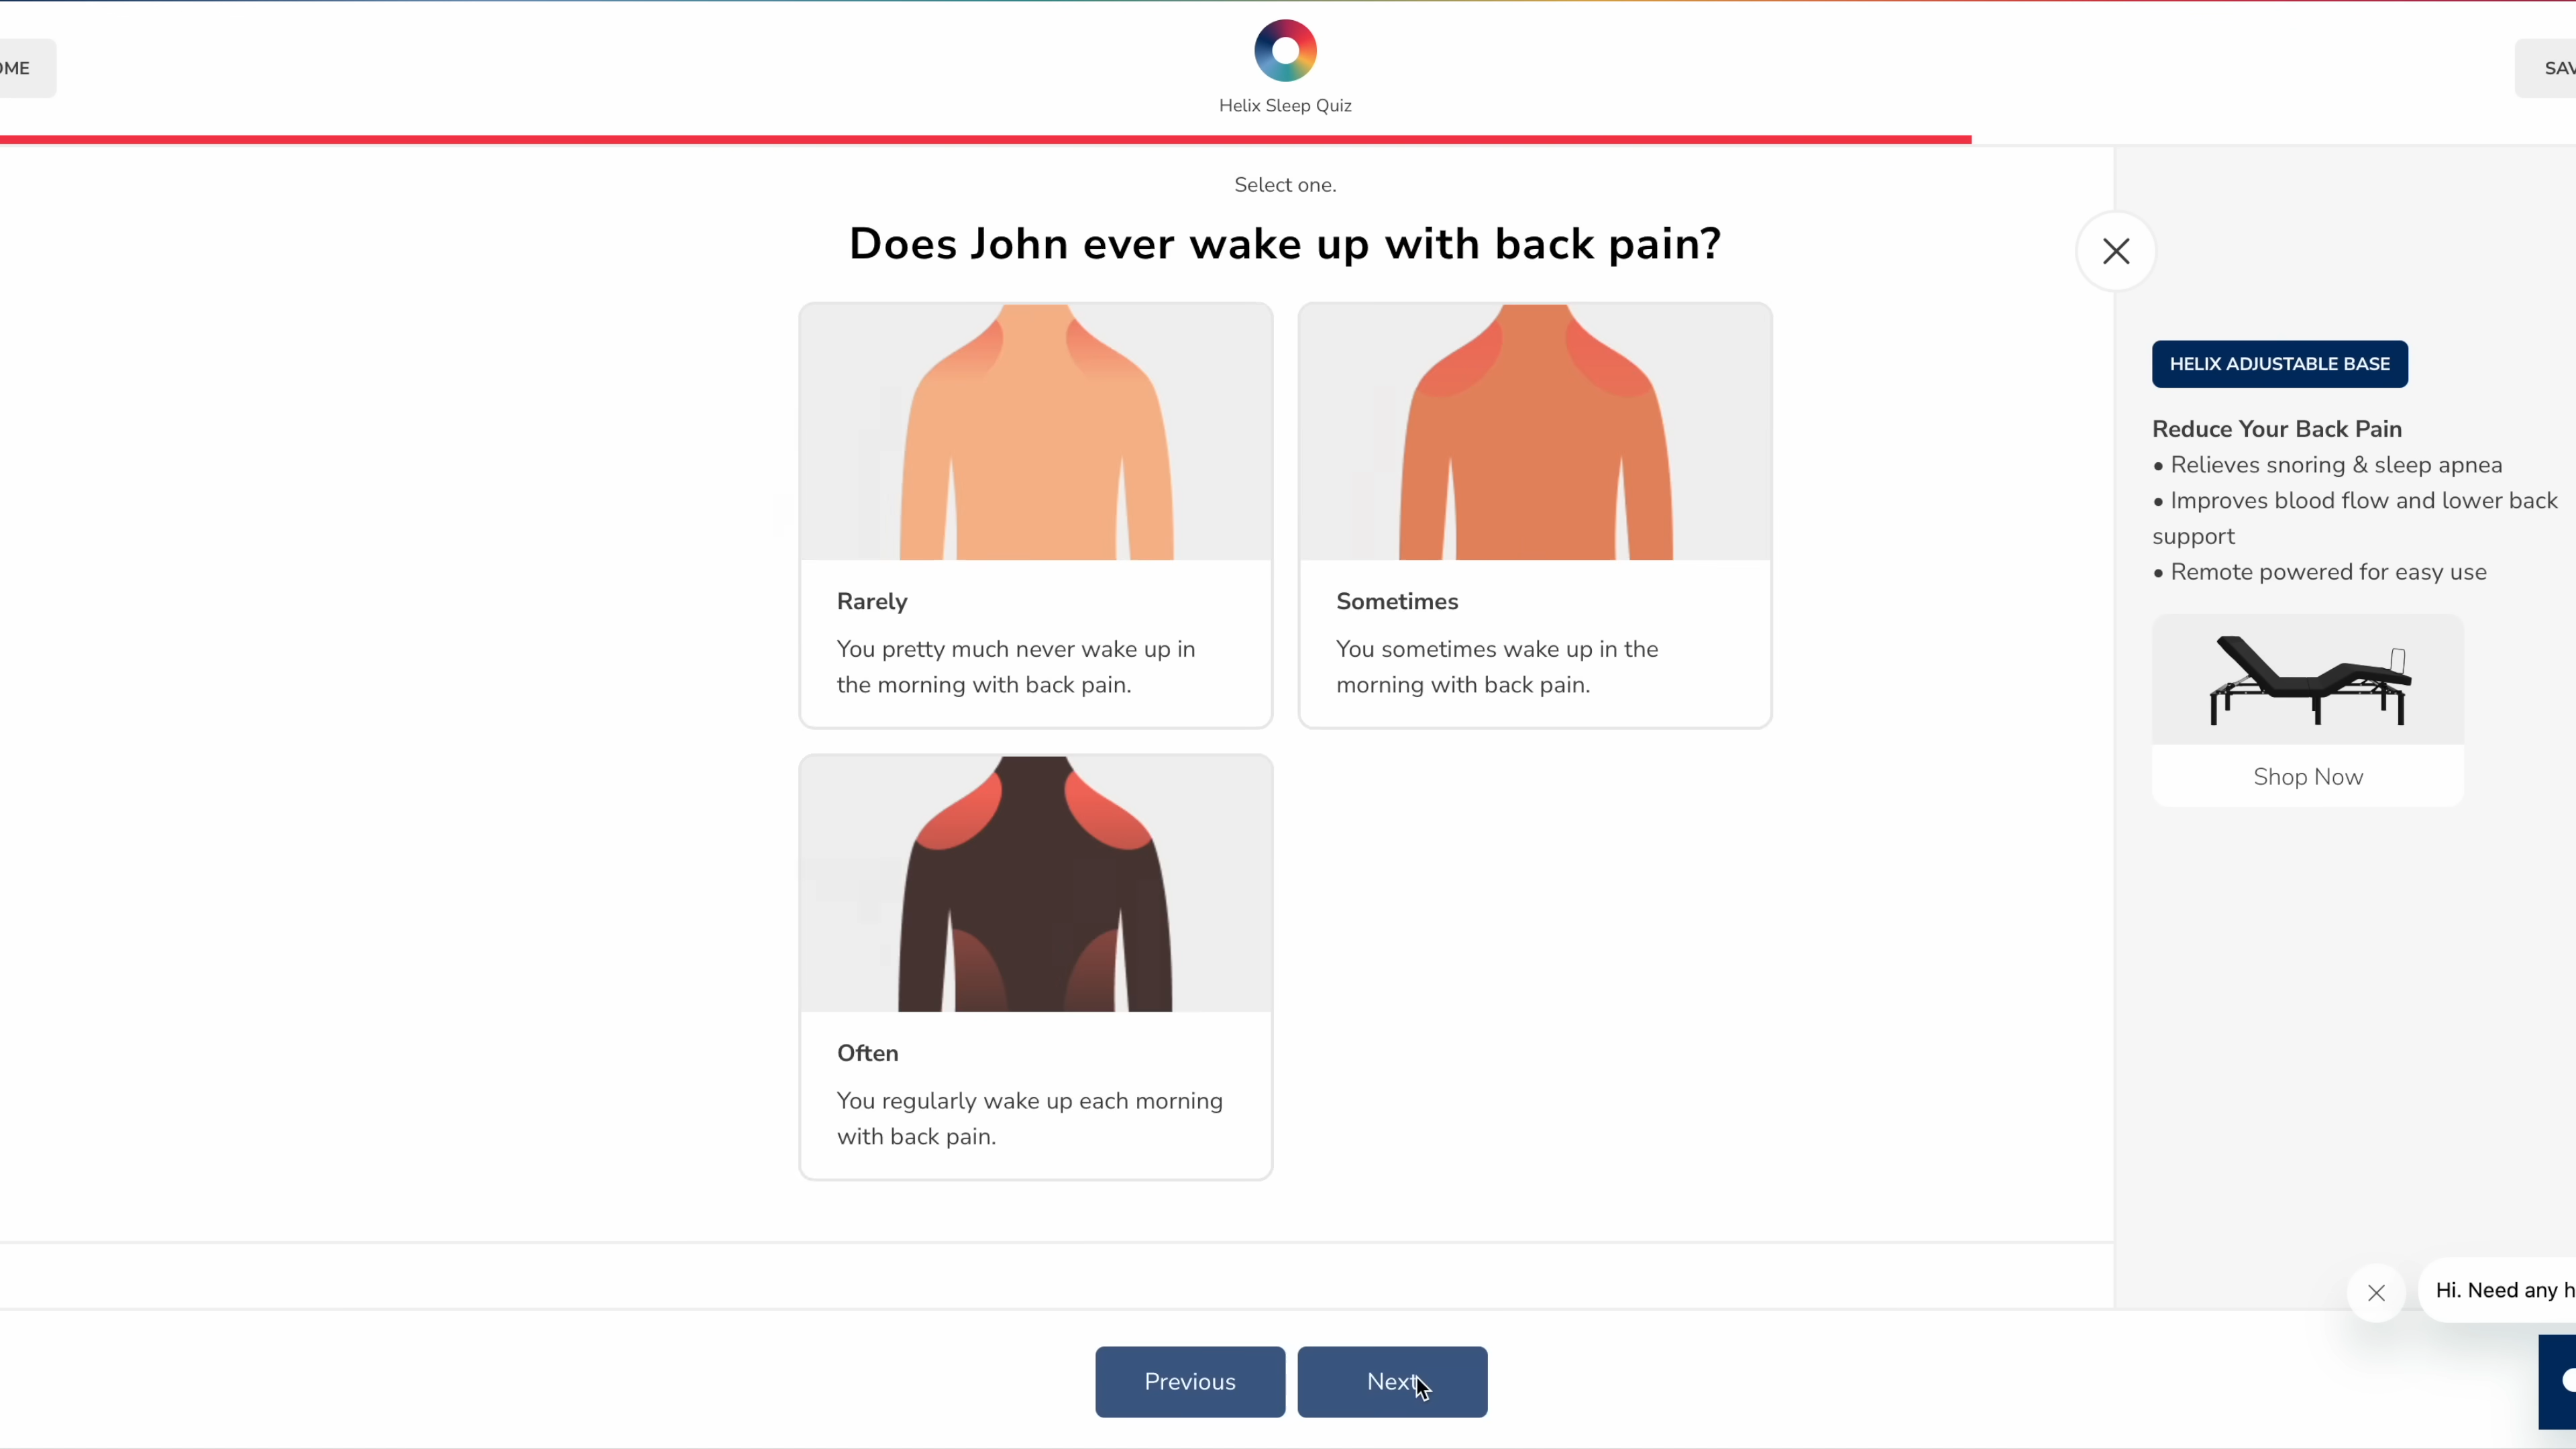 OME
Helix Sleep Quiz
SAV
Select one.
Does John ever wake up with back pain?
Rarely
You pretty much never wake up in
the morning with back pain.
Sometimes
You sometimes wake up in the
morning with back pain.
Often
You regularly wake up each morning
with back pain.
HELIX ADJUSTABLE BASE
Reduce Your Back Pain
• Relieves snoring & sleep apnea
• Improves blood flow and lower back
support
• Remote powered for easy use
Shop Now
Hi. Need any h
Previous
Next